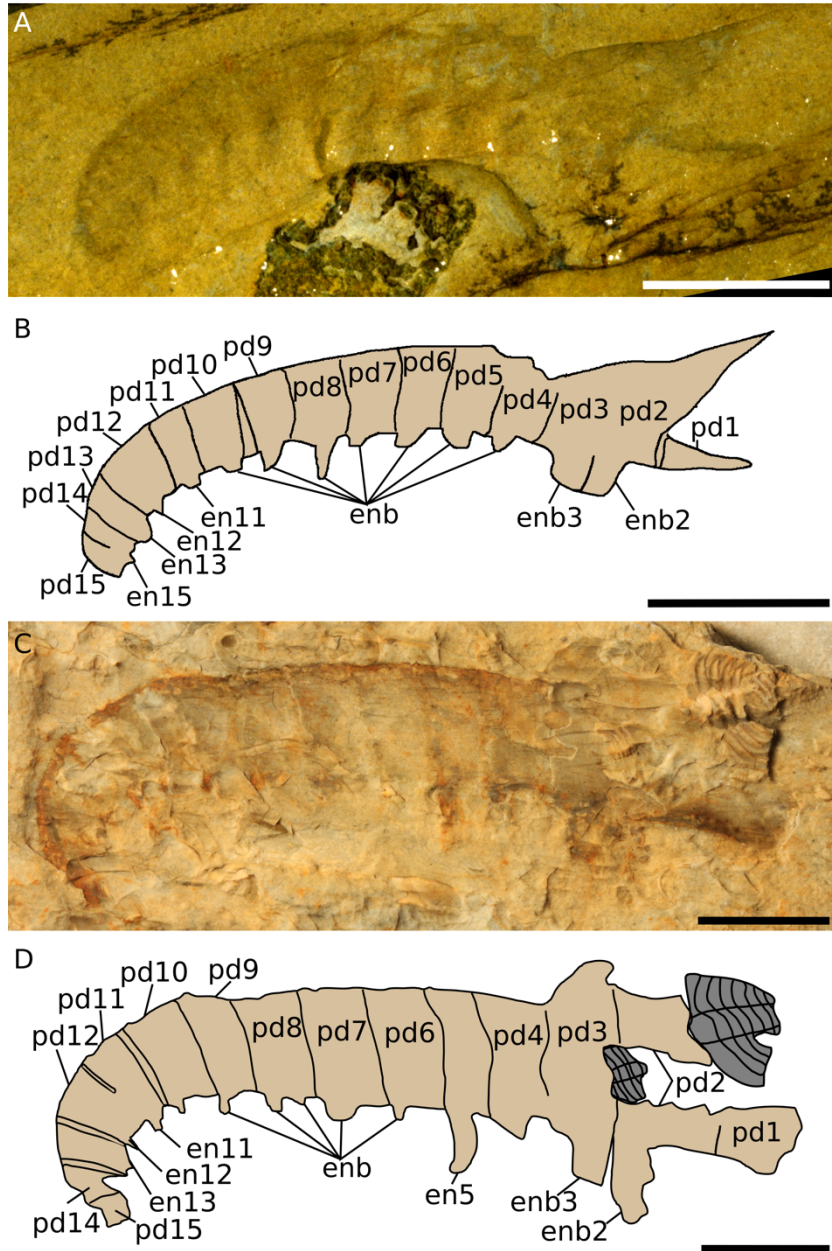 A
B
pd9
pd10
pd11
pd12
pd13
pd14
pd15
pd8
pd7
pd6
pd5
pd4
pd3
pd2
pd1
en11
en12
en13
en15
enb
enb3
enb2
C
D
pd9
pd10
pd11
pd12
pd8
pd7
pd6
pd4
pd3
pd2
pd1
en11
en12
en13
pd14
pd15
enb
en5
enb3
enb2